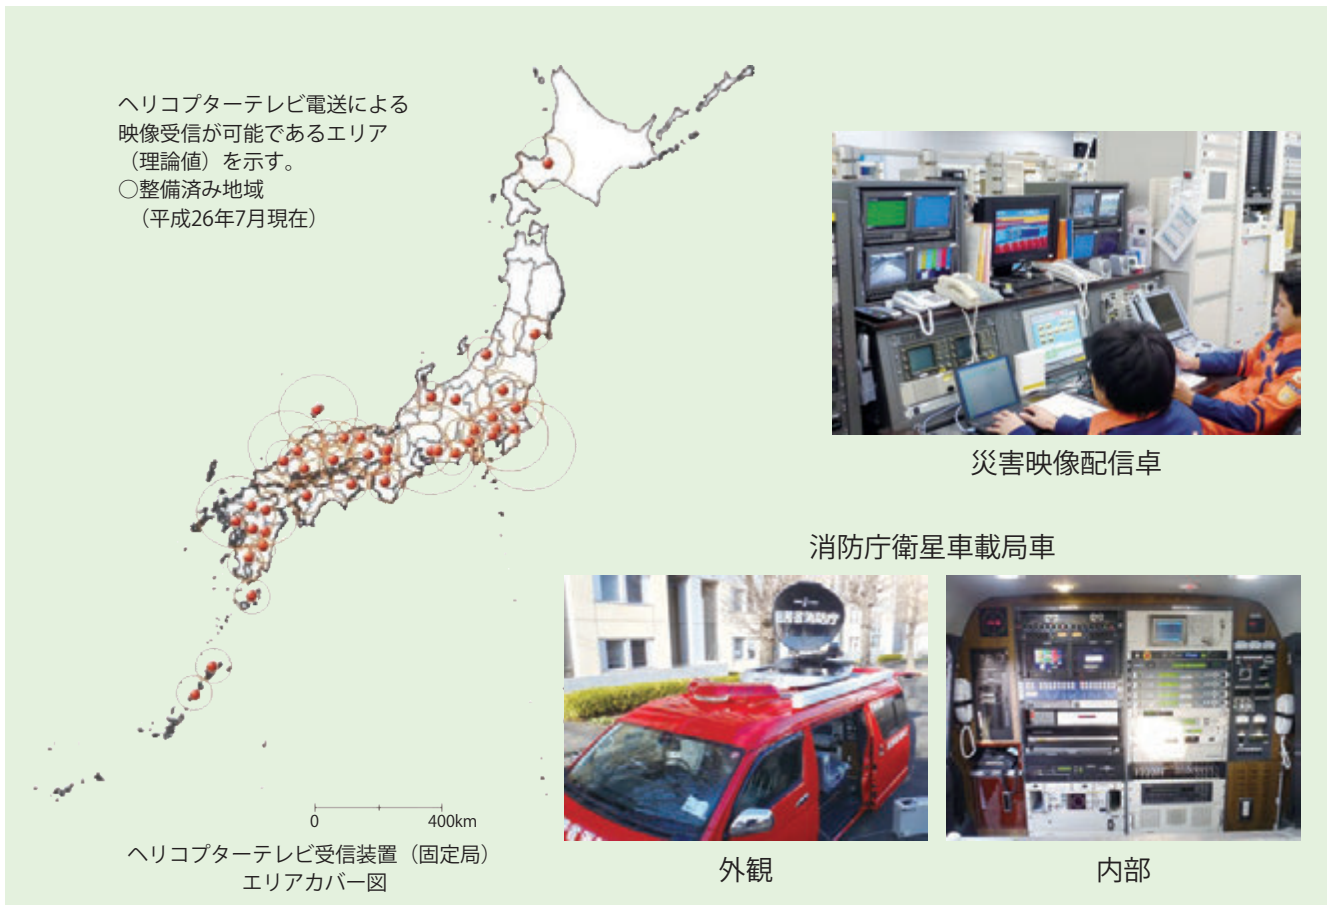 ヘリコプターテレビ電送による
映像受信が可能であるエリア
（理論値）を示す。
○整備済み地域
（平成26年7月現在）
災害映像配信卓
消防庁衛星車載局車
0
400km
ヘリコプターテレビ受信装置（固定局）
エリアカバー図
外観
内部